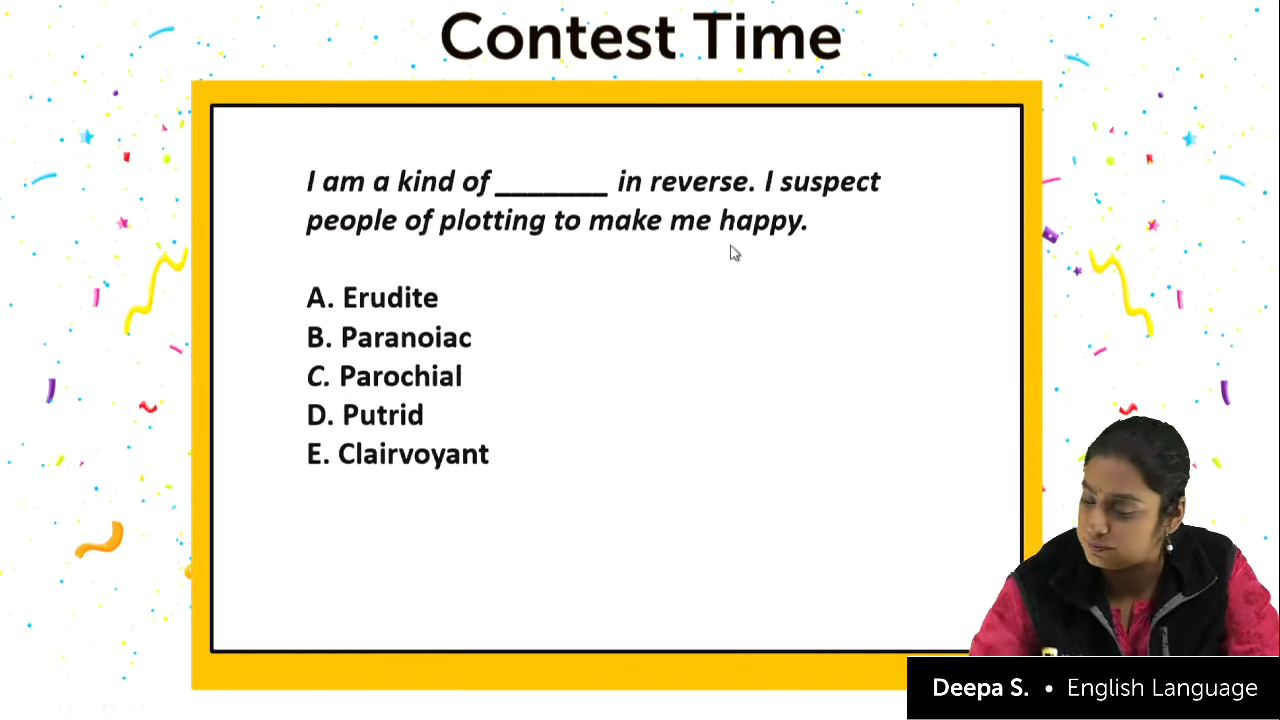 Contest Time
I am a kind of _______ in reverse. I suspect
people of plotting to make me happy.
A. Erudite
B. Paranoiac
C. Parochial
D. Putrid
E. Clairvoyant
Deepa S. • English Language